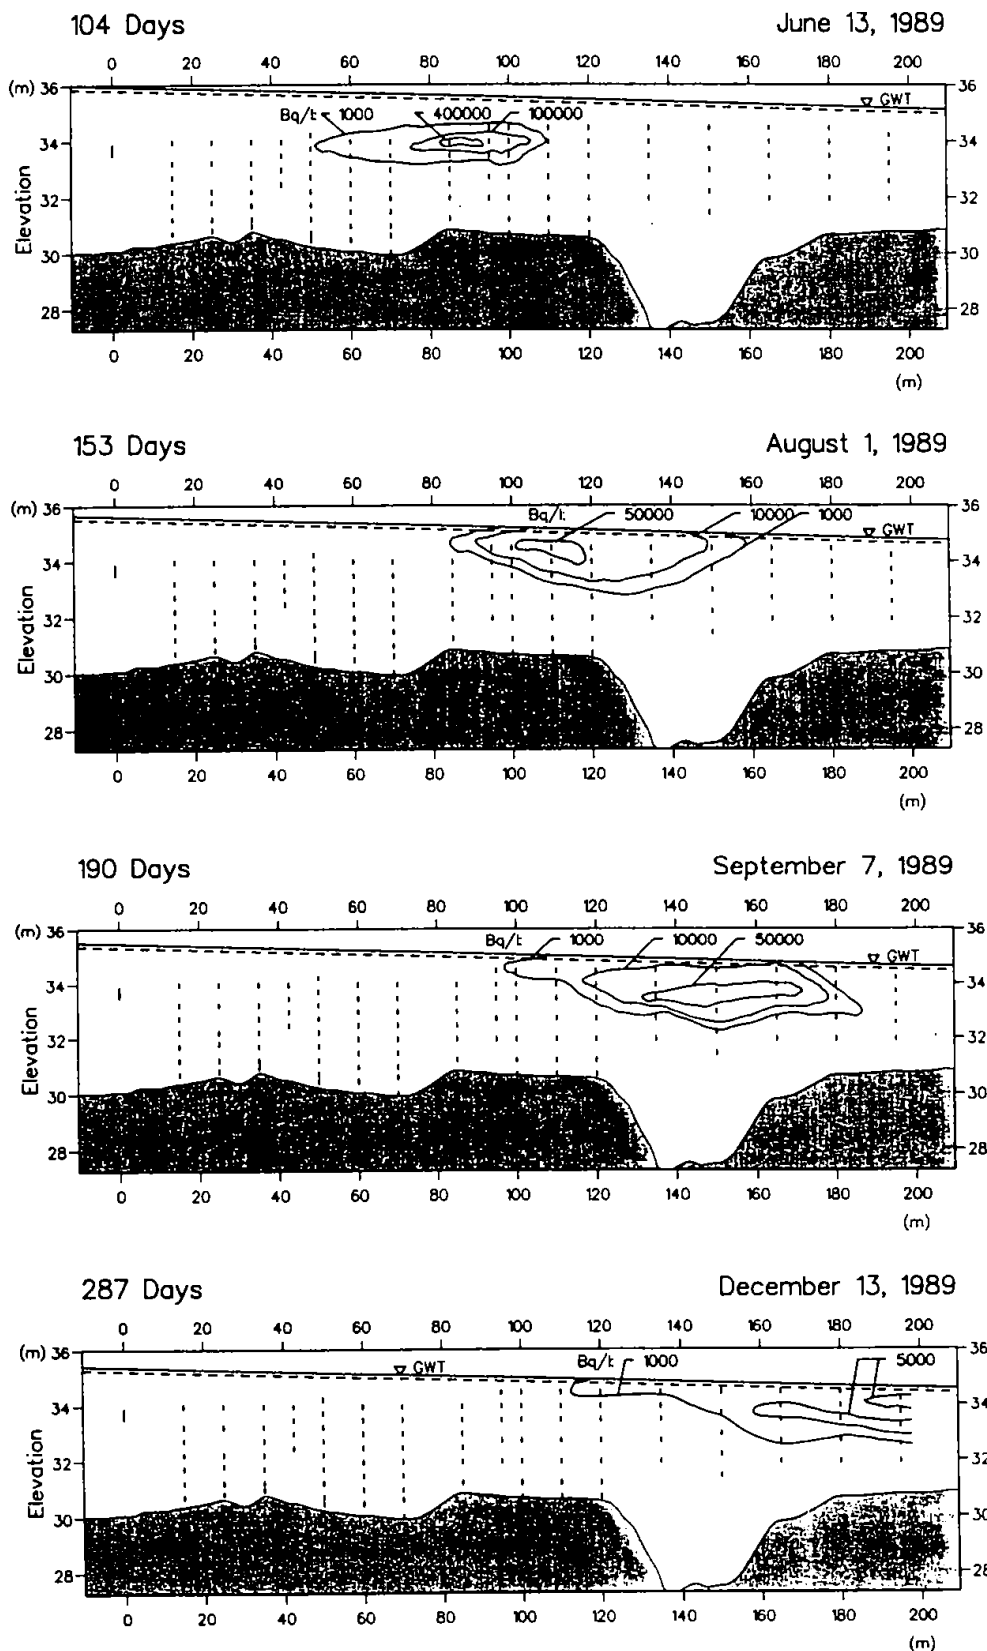 104 Days June 13, 1989
0 20 40 60 80 100 120 140 160 180 200
(m) 36 36
GWT
Bq/t 1000 400000 100000
34 34
32 32
Elevation
30 30
28 28
0 20 40 60 80 100 120 140 160 180 200
(m)
153 Days August 1, 1989
0 20 40 60 80 100 120 140 160 180 200
(m) 36 36
Bq/t 50000 10000 1000
GWT
34 34
32 32
Elevation
30 30
28 28
0 20 40 60 80 100 120 140 160 180 200
(m)
190 Days September 7, 1989
0 20 40 60 80 100 120 140 160 180 200
(m) 36 36
Bq/t 1000 10000 50000
GWT
34 34
32 32
Elevation
30 30
28 28
0 20 40 60 80 100 120 140 160 180 200
(m)
287 Days December 13, 1989
0 20 40 60 80 100 120 140 160 180 200
(m) 36 36
GWT Bq/t 1000 5000
34 34
32 32
Elevation
30 30
28 28
0 20 40 60 80 100 120 140 160 180 200
(m)